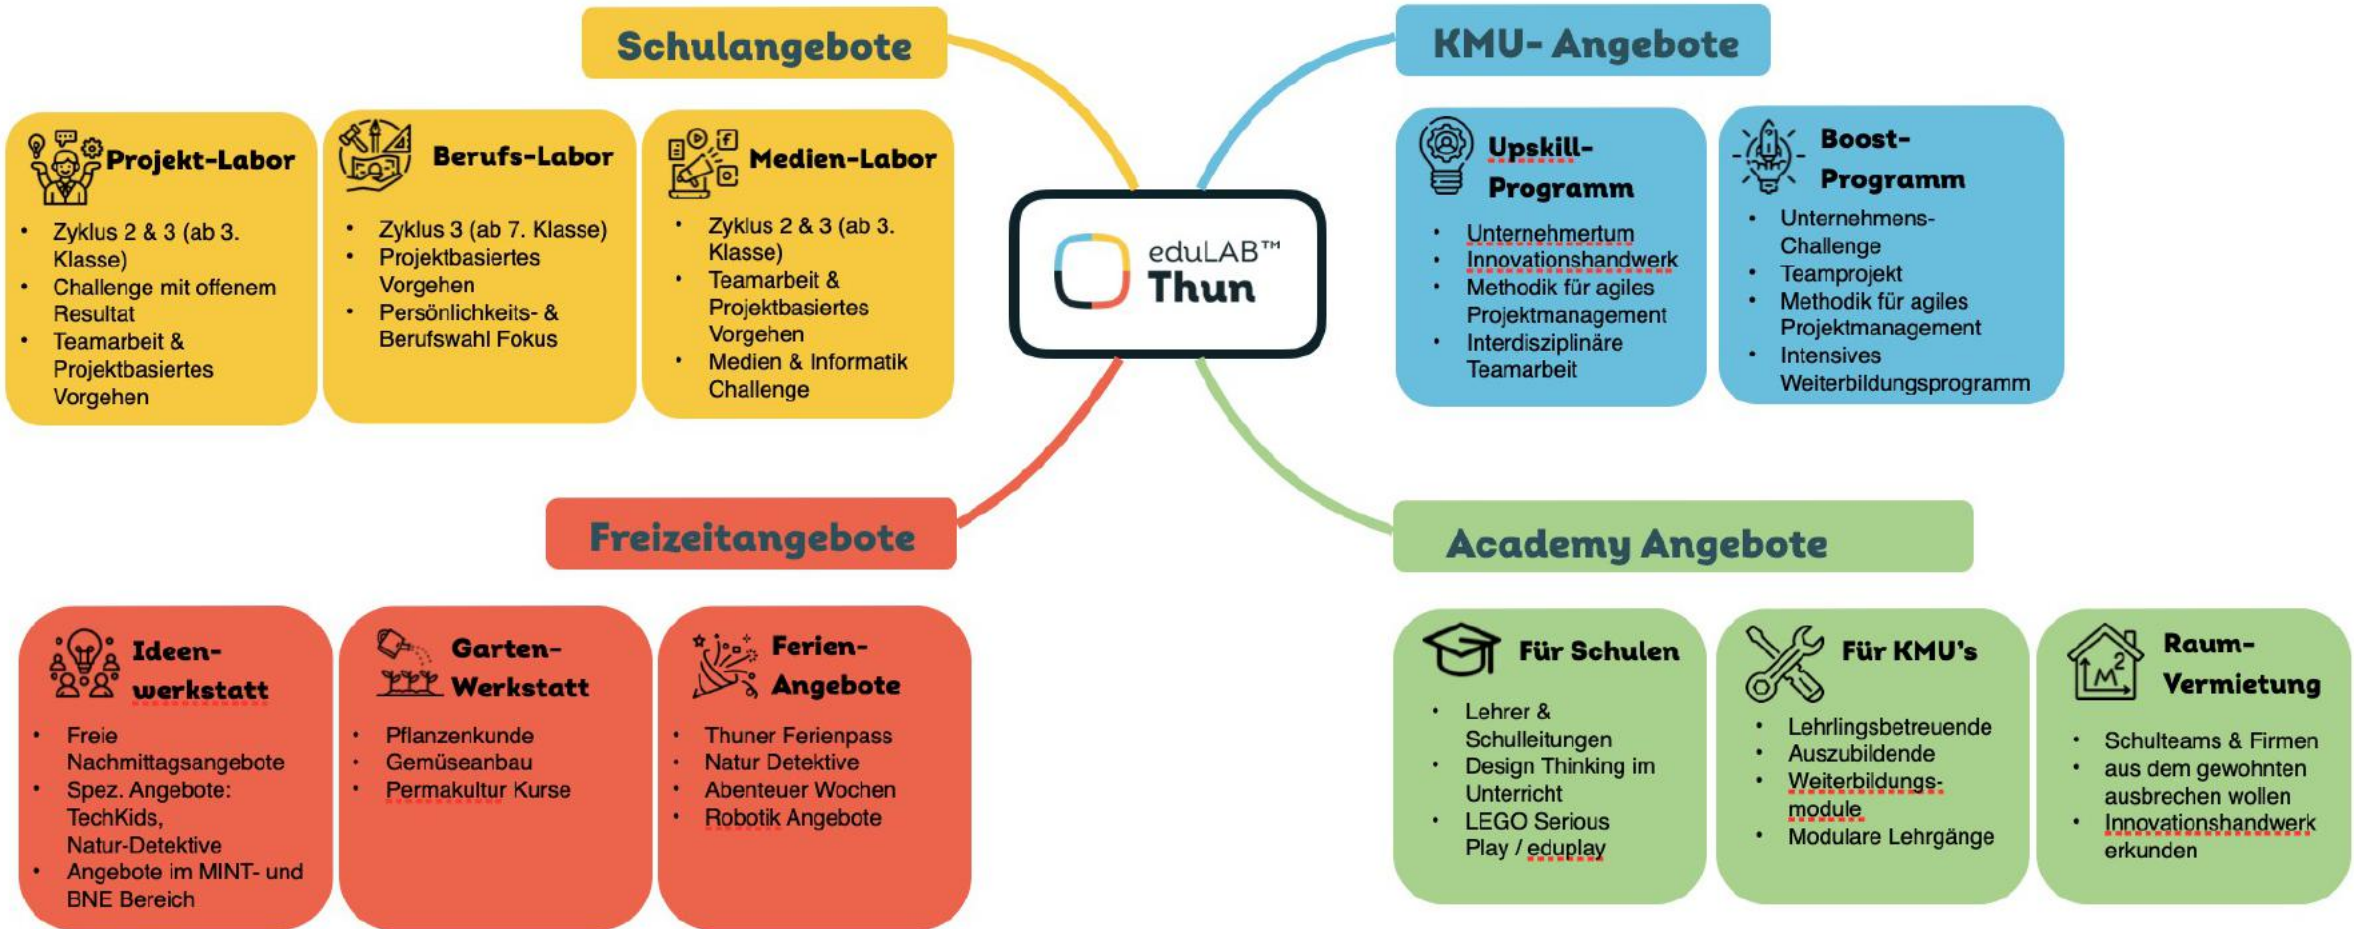 Schulangebote
Projekt-Labor
• Zyklus 2 & 3 (ab 3.
Klasse)
• Challenge mit offenem
Resultat
• Teamarbeit &
Projektbasiertes
Vorgehen
Berufs-Labor
• Zyklus 3 (ab 7. Klasse)
• Projektbasiertes
Vorgehen
• Persönlichkeits- &
Berufswahl Fokus
Medien-Labor
• Zyklus 2 & 3 (ab 3.
Klasse)
• Teamarbeit &
Projektbasiertes
Vorgehen
• Medien & Informatik
Challenge
eduLAB™
Thun
KMU- Angebote
Upskill-
Programm
• Unternehmertum
• Innovationshandwerk
• Methodik für agiles
Projektmanagement
• Interdisziplinäre
Teamarbeit
Boost-
Programm
• Unternehmens-
Challenge
• Teamprojekt
• Methodik für agiles
Projektmanagement
• Intensives
Weiterbildungsprogramm
Freizeitangebote
Ideen-
werkstatt
• Freie
Nachmittagsangebote
• Spez. Angebote:
TechKids,
Natur-Detektive
• Angebote im MINT- und
BNE Bereich
Garten-
Werkstatt
• Pflanzenkunde
• Gemüseanbau
• Permakultur Kurse
Ferien-
Angebote
• Thuner Ferienpass
• Natur Detektive
• Abenteuer Wochen
• Robotik Angebote
Academy Angebote
Für Schulen
• Lehrer &
Schulleitungen
• Design Thinking im
Unterricht
• LEGO Serious
Play / eduplay
Für KMU's
• Lehrlingsbetreuende
• Auszubildende
• Weiterbildungs-
module
• Modulare Lehrgänge
M²
Raum-
Vermietung
• Schulteams & Firmen
• aus dem gewohnten
ausbrechen wollen
• Innovationshandwerk
erkunden